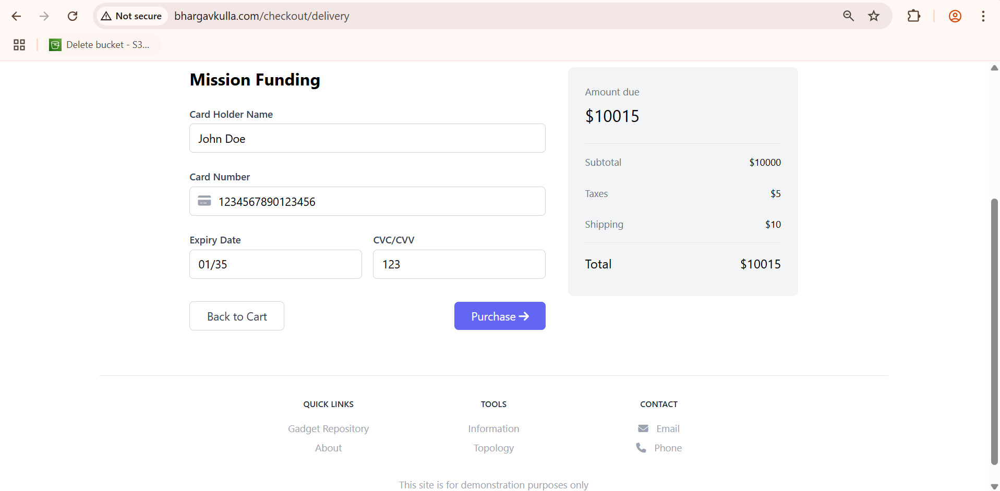 Not secure bhargavkulla.com/checkout/delivery
Delete bucket - S3...
Mission Funding
Card Holder Name
John Doe
Card Number
1234567890123456
Expiry Date CVC/CVV
01/35 123
Back to Cart Purchase
Amount due
$10015
Subtotal $10000
Taxes $5
Shipping $10
Total $10015
QUICK LINKS
Gadget Repository
About
TOOLS
Information
Topology
CONTACT
Email
Phone
This site is for demonstration purposes only